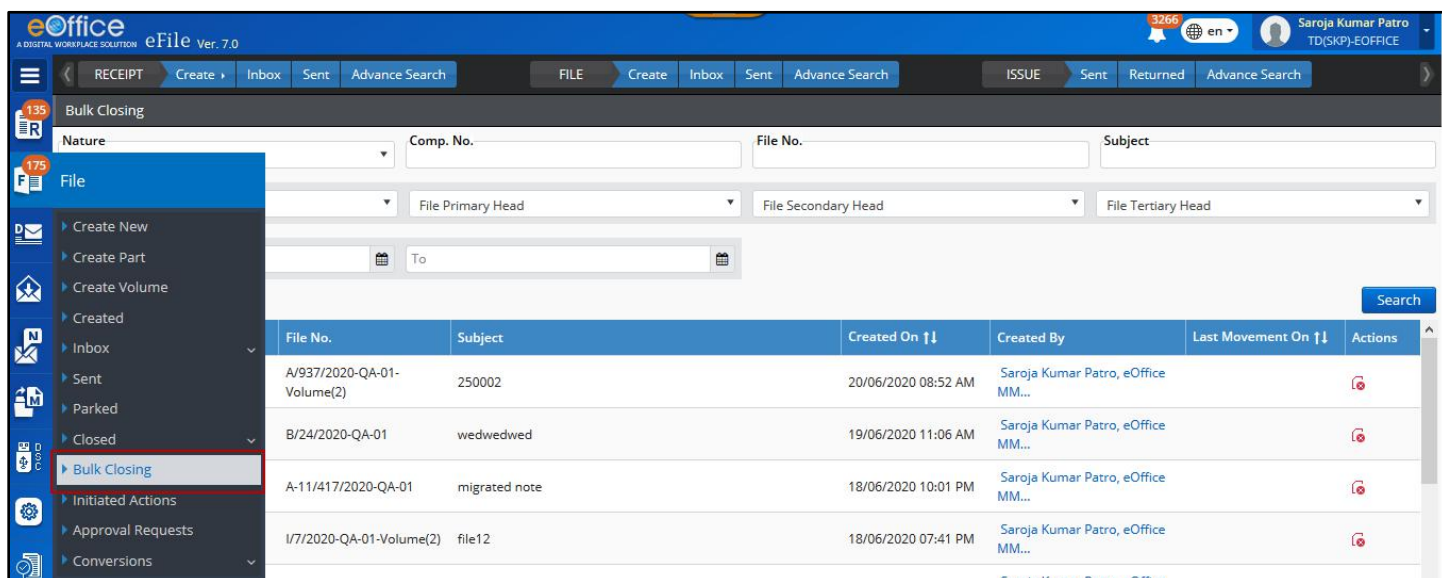 eOffice
A DIGITAL WORKPLACE SOLUTION eFile Ver. 7.0
3266
en
Saroja Kumar Patro
TD(SKP)-EOFFICE
RECEIPT Create Inbox Sent Advance Search FILE Create Inbox Sent Advance Search ISSUE Sent Returned Advance Search
135
R
Bulk Closing
Nature Comp. No. File No. Subject
175
F
File
File Primary Head File Secondary Head File Tertiary Head
To
Search
D
N
M
DSC
Create New
Create Part
Create Volume
Created
Inbox
Sent
Parked
Closed
Bulk Closing
Initiated Actions
Approval Requests
Conversions
File No. Subject Created On Created By Last Movement On Actions
A/937/2020-QA-01-
Volume(2) 250002 20/06/2020 08:52 AM Saroja Kumar Patro, eOffice
MM...
B/24/2020-QA-01 wedwedwed 19/06/2020 11:06 AM Saroja Kumar Patro, eOffice
MM...
A-11/417/2020-QA-01 migrated note 18/06/2020 10:01 PM Saroja Kumar Patro, eOffice
MM...
I/7/2020-QA-01-Volume(2) file12 18/06/2020 07:41 PM Saroja Kumar Patro, eOffice
MM...